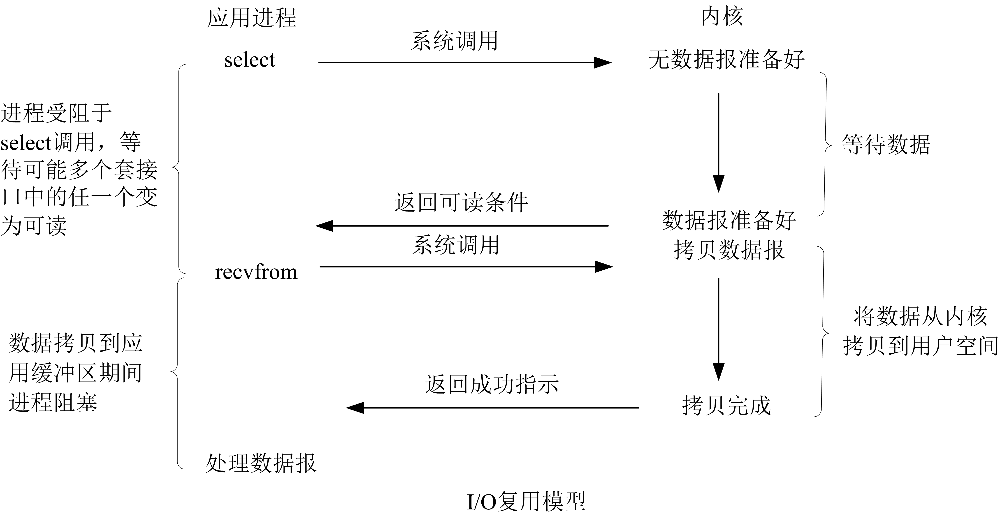 应用进程
内核
系统调用
select
无数据报准备好
进程受阻于
select调用，等
待可能多个套接
口中的任一个变
为可读
等待数据
返回可读条件
数据报准备好
系统调用
拷贝数据报
recvfrom
将数据从内核
拷贝到用户空间
数据拷贝到应
用缓冲区期间
进程阻塞
返回成功指示
拷贝完成
处理数据报
I/O复用模型